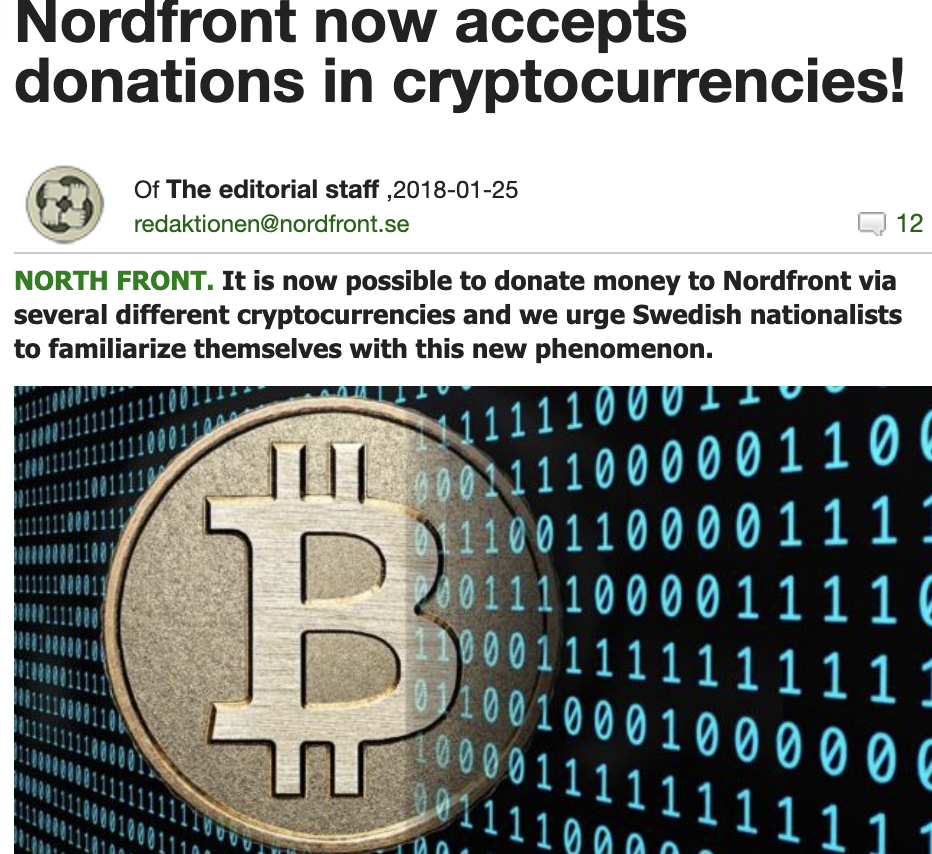 Nordfront now accepts
donations in cryptocurrencies!
Of The editorial staff ,2018-01-25
redaktionen@nordfront.se
12
NORTH FRONT. It is now possible to donate money to Nordfront via
several different cryptocurrencies and we urge Swedish nationalists
to familiarize themselves with this new phenomenon.